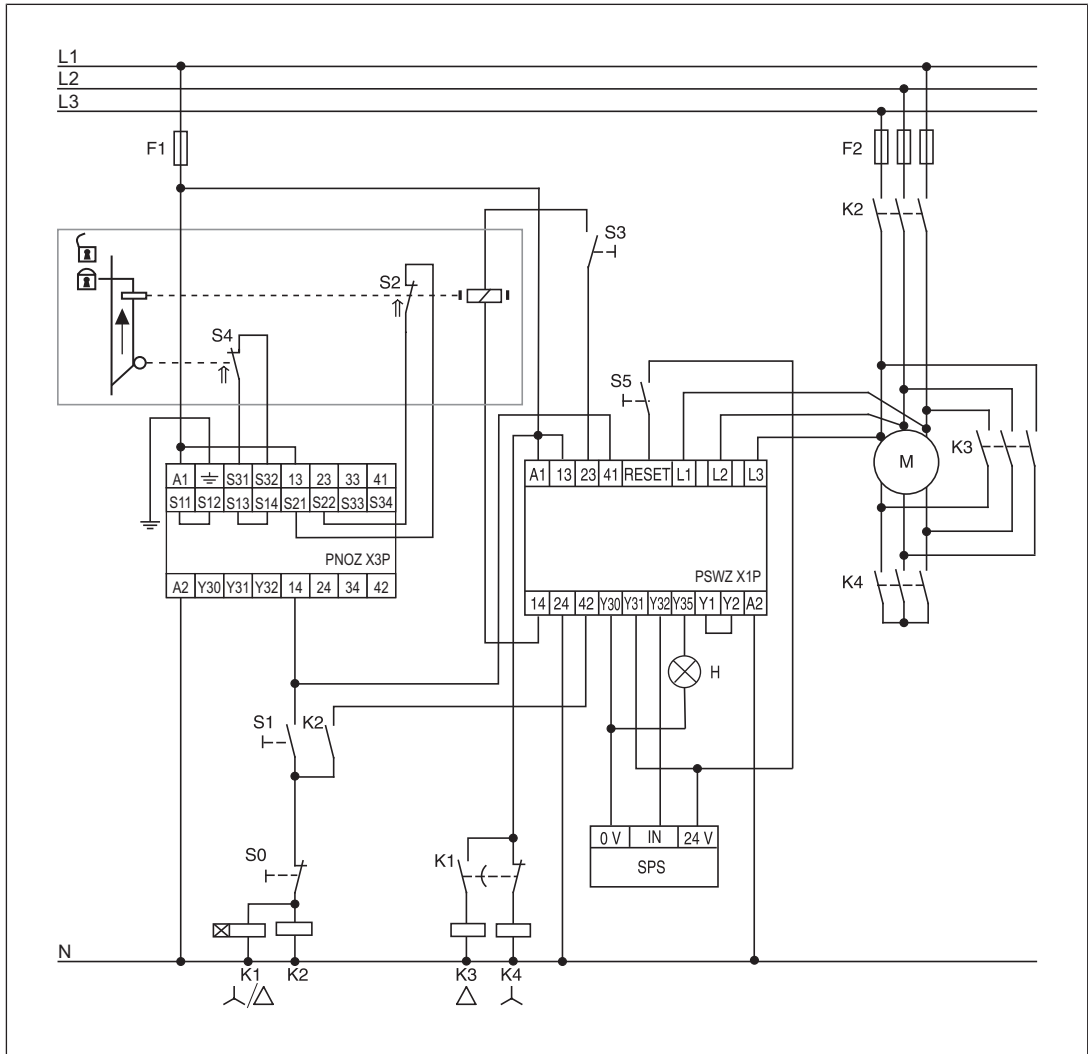 L1
L2
L3
F1
F2
K2
S3
S2
S4
S5
K3
M
A1 S31 S32 13 23 33 41
S11 S12 S13 S14 S21 S22 S33 S34
PNOZ X3P
A2 Y30 Y31 Y32 14 24 34 42
A1 13 23 41 RESET L1 L2 L3
PSWZ X1P
14 24 42 Y30 Y31 Y32 Y35 Y1 Y2 A2
K4
H
S1 K2
0 V IN 24 V
SPS
S0
K1
N
K1 K2 K3 K4